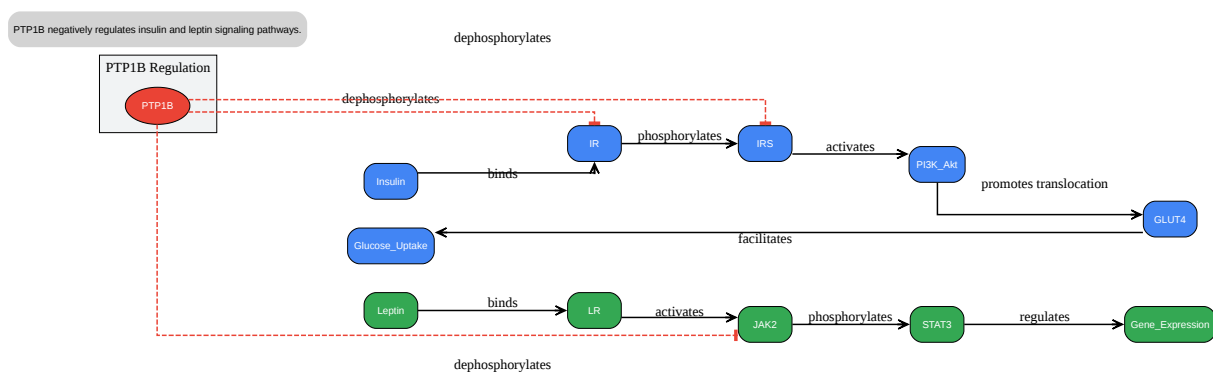 PTP1B negatively regulates insulin and leptin signaling pathways.
dephosphorylates
PTP1B Regulation
PTP1B
dephosphorylates
IR
phosphorylates
IRS
activates
PI3K_Akt
Insulin
binds
promotes translocation
GLUT4
Glucose_Uptake
facilitates
Leptin
binds
LR
activates
JAK2
phosphorylates
STAT3
regulates
Gene_Expression
dephosphorylates